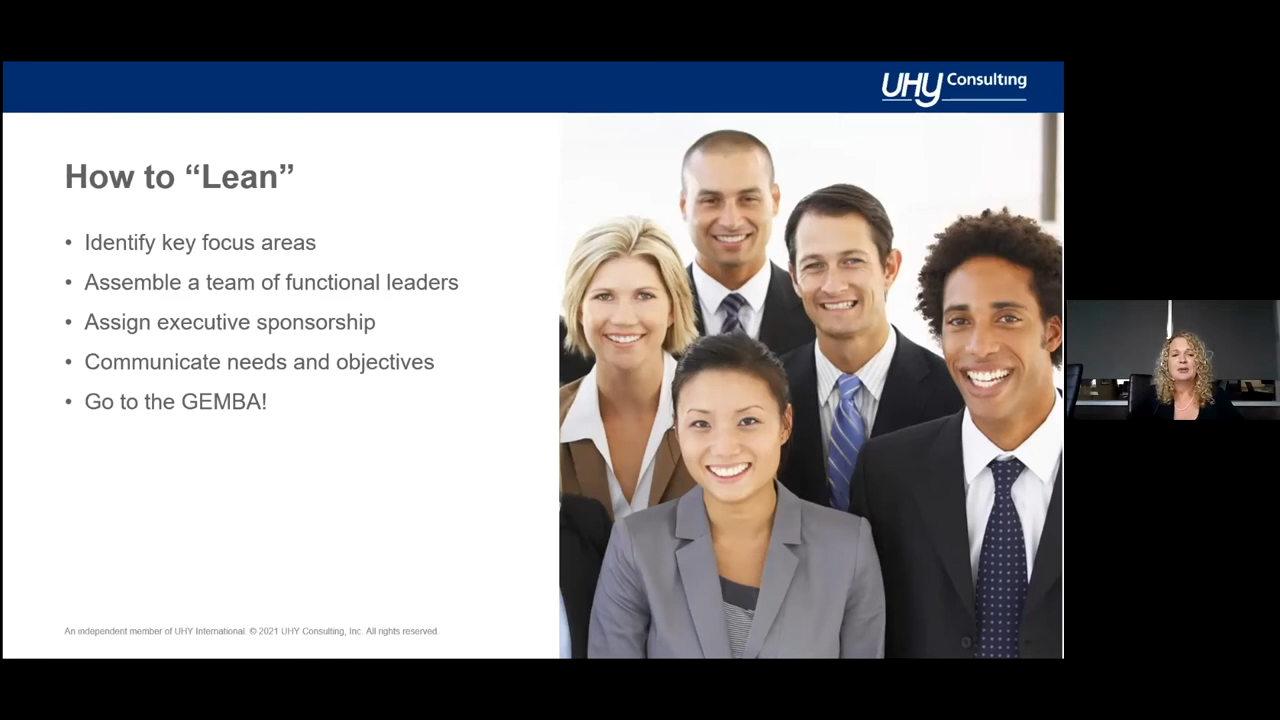 UHY Consulting
How to “Lean”
• Identify key focus areas
• Assemble a team of functional leaders
• Assign executive sponsorship
• Communicate needs and objectives
• Go to the GEMBA!
An independent member of UHY International. © 2021 UHY Consulting, Inc. All rights reserved.